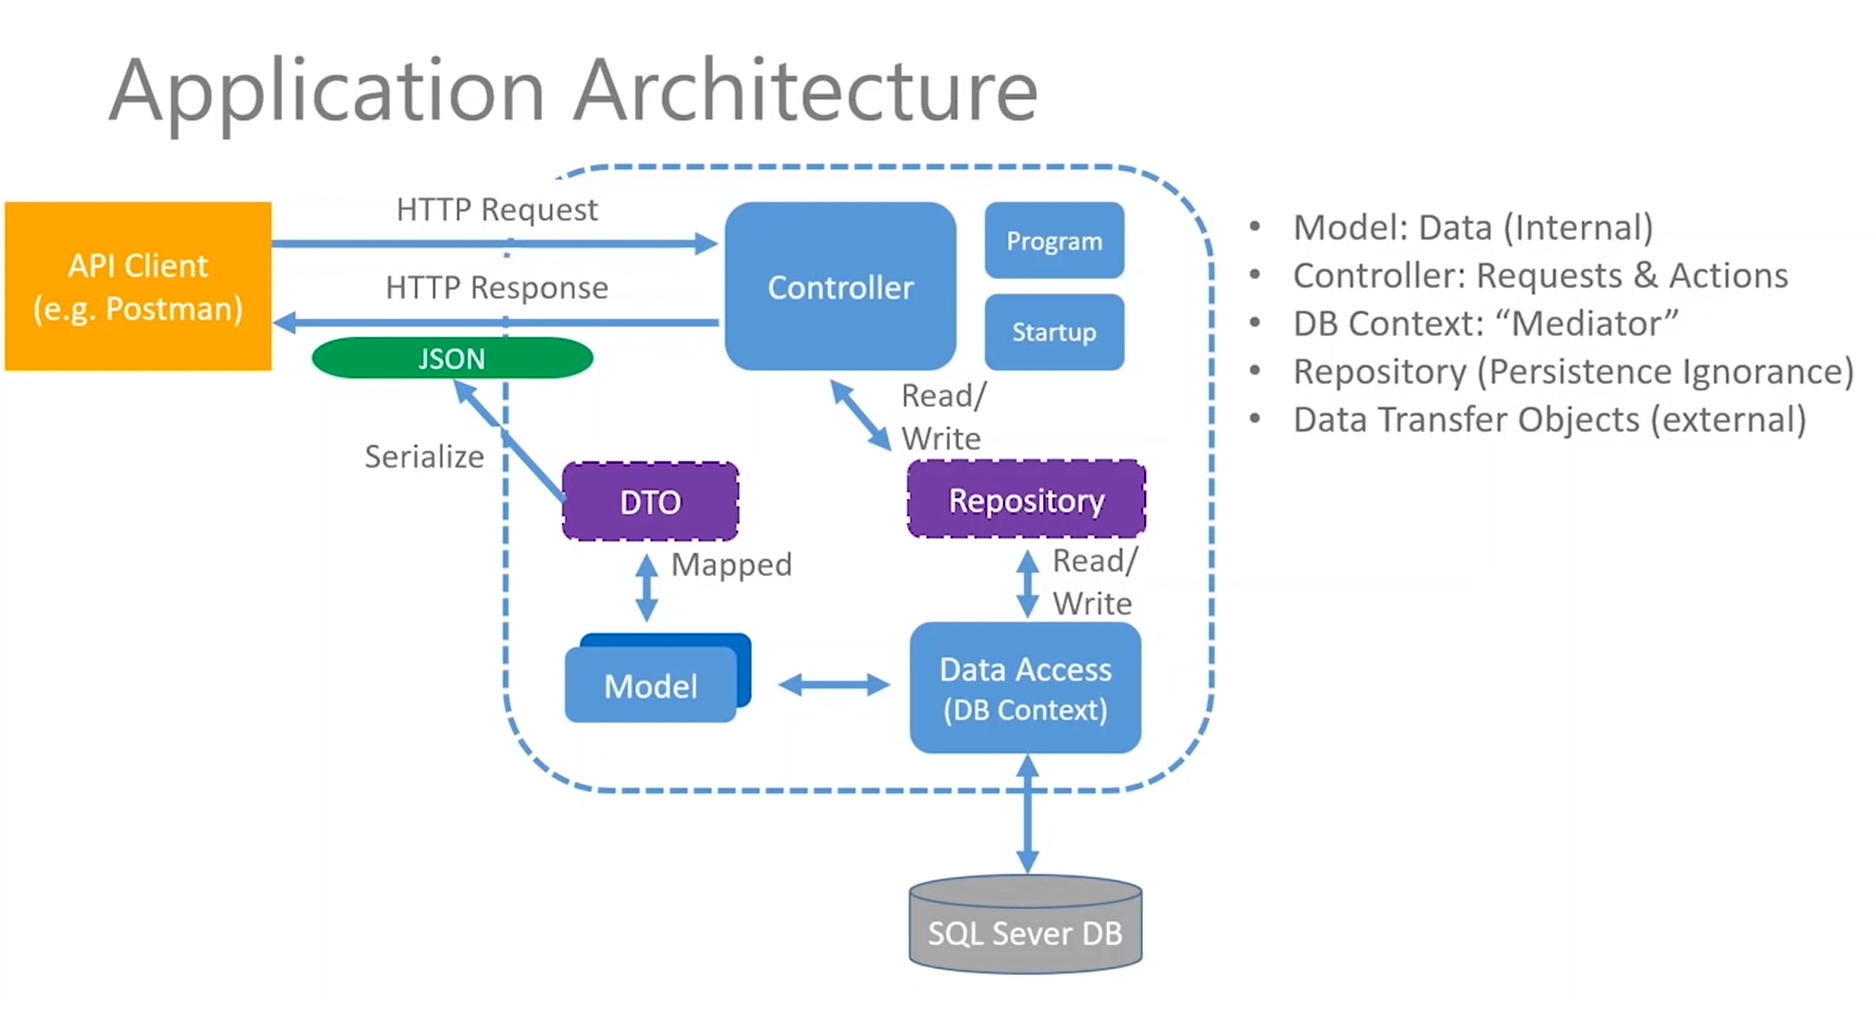 Application Architecture
API Client
(e.g. Postman)
HTTP Request
HTTP Response
JSON
Serialize
Controller
Program
Startup
Read/
Write
DTO
Repository
Mapped
Read/
Write
Model
Data Access
(DB Context)
SQL Sever DB
• Model: Data (Internal)
• Controller: Requests & Actions
• DB Context: “Mediator”
• Repository (Persistence Ignorance)
• Data Transfer Objects (external)